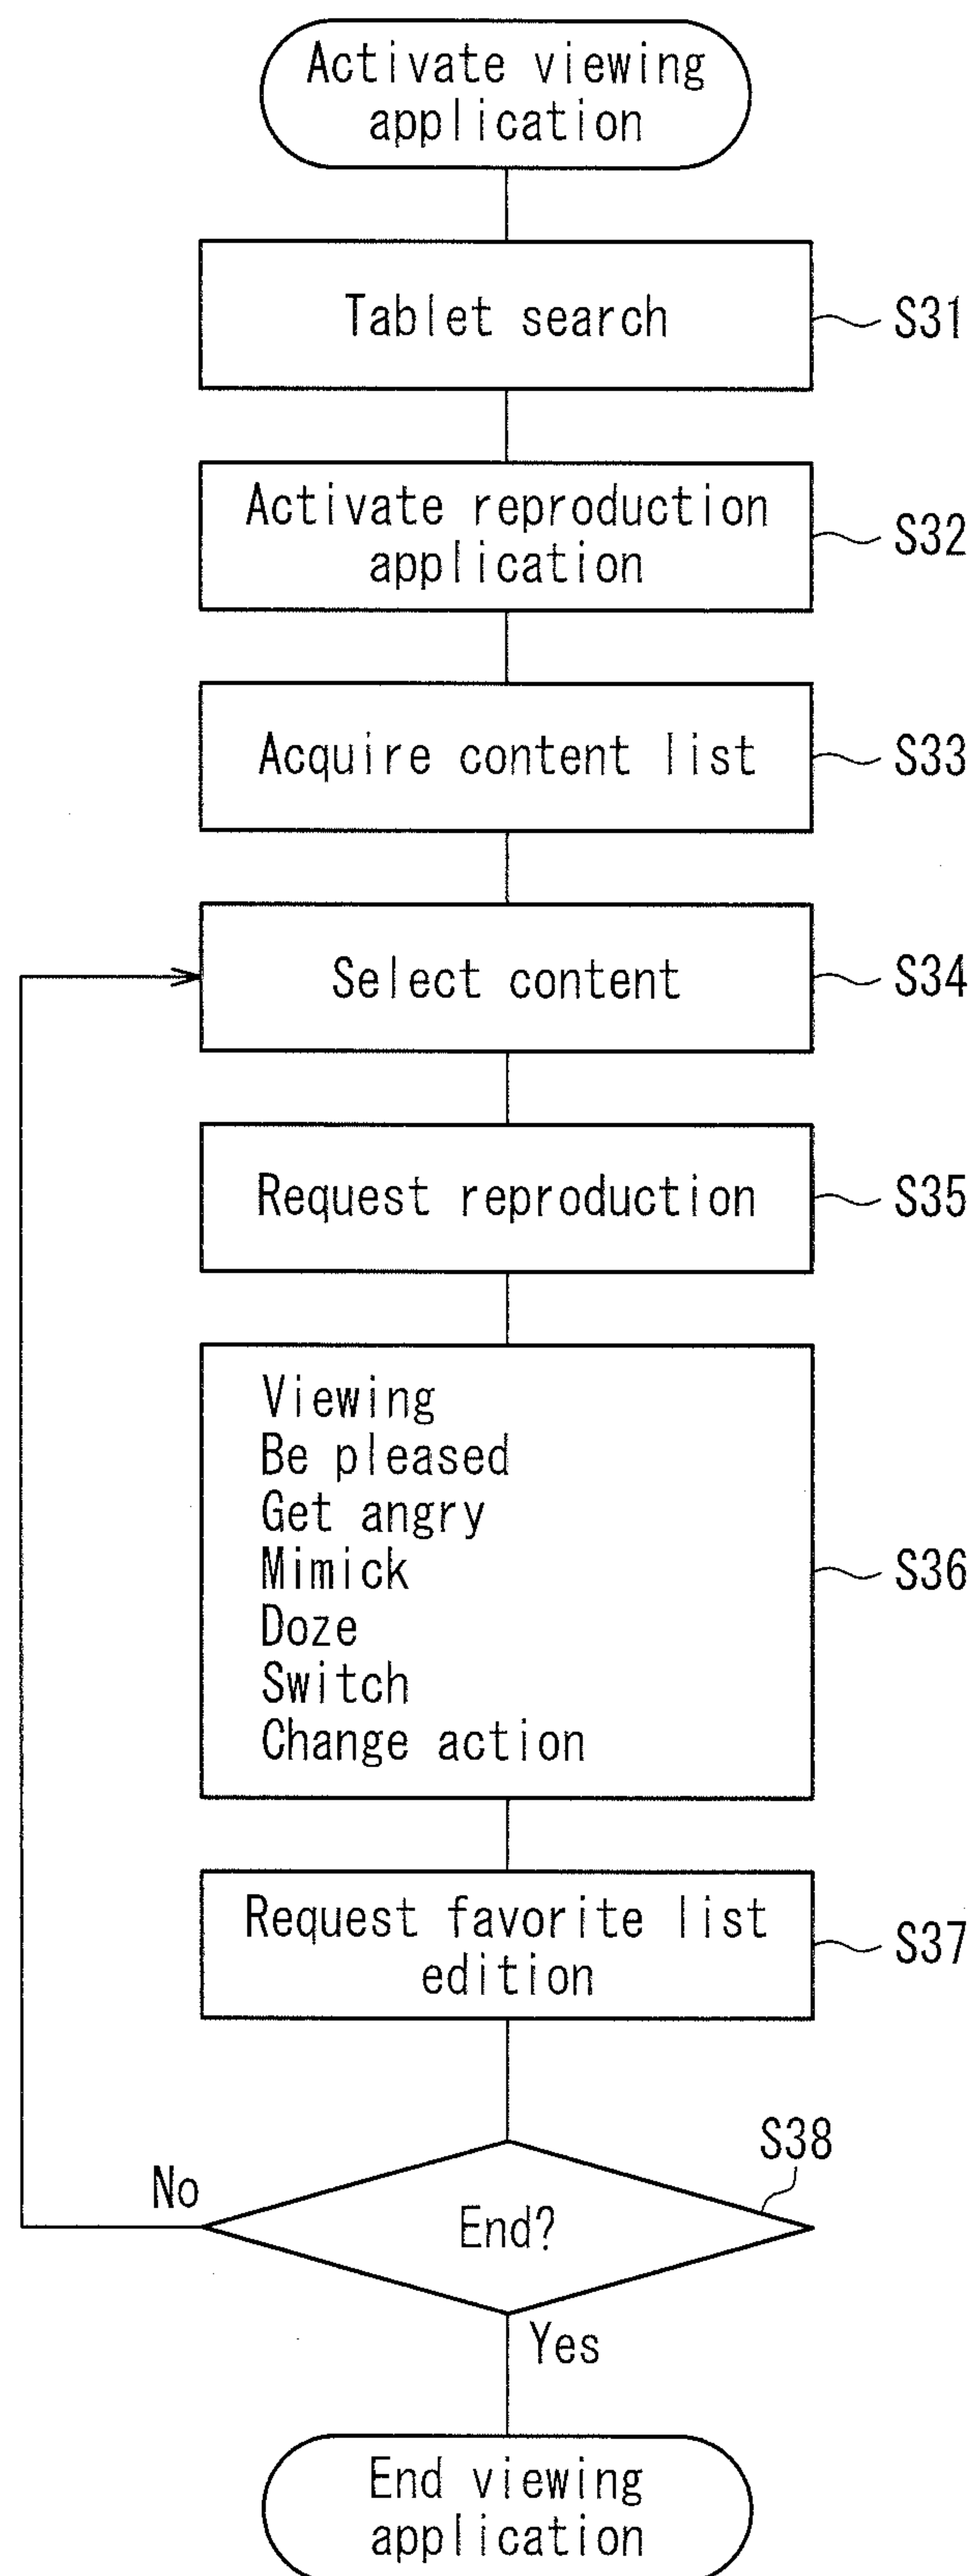 Activate viewing
application
Tablet search
S31
Activate reproduction
application
S32
Acquire content list
S33
Select content
S34
Request reproduction
S35
Viewing
Be pleased
Get angry
Mimick
Doze
Switch
Change action
S36
Request favorite list
edition
S37
S38
No
End?
Yes
End viewing
application